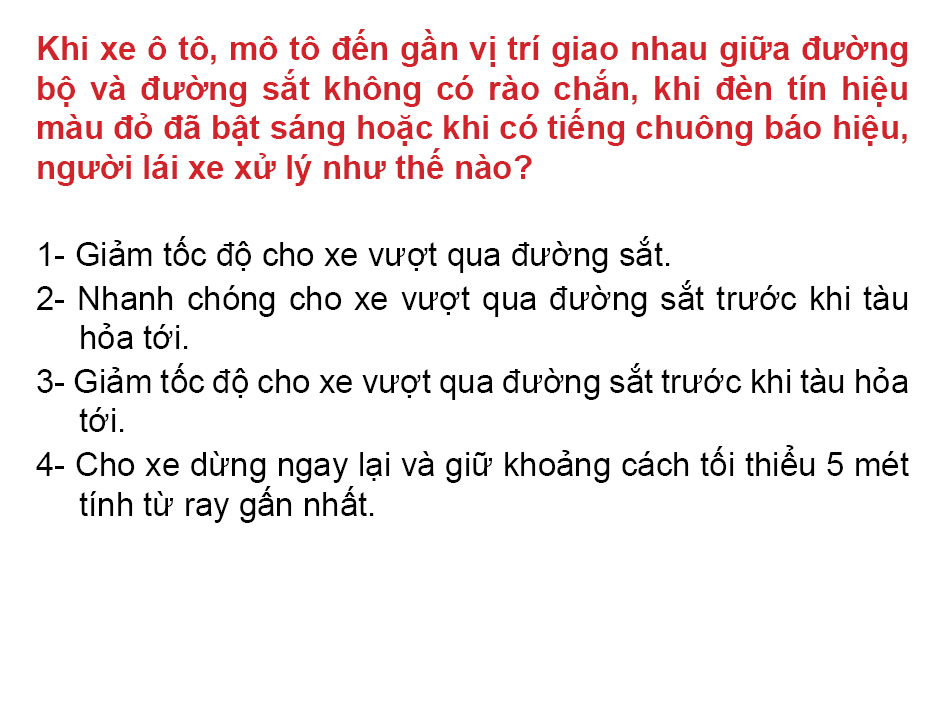 Khi xe ô tô, mô tô đến gần vị trí giao nhau giữa đường
bộ và đường sắt không có rào chắn, khi đèn tín hiệu
màu đỏ đã bật sáng hoặc khi có tiếng chuông báo hiệu,
người lái xe xử lý như thế nào?
1- Giảm tốc độ cho xe vượt qua đường sắt.
2- Nhanh chóng cho xe vượt qua đường sắt trước khi tàu
hỏa tới.
3- Giảm tốc độ cho xe vượt qua đường sắt trước khi tàu hỏa
tới.
4- Cho xe dừng ngay lại và giữ khoảng cách tối thiểu 5 mét
tính từ ray gấn nhất.